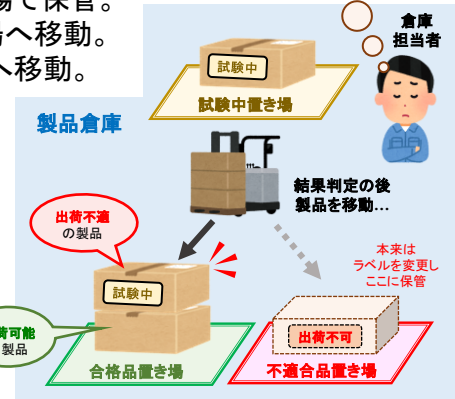 場で保管。
場へ移動。
へ移動。
倉庫
担当者
試験中
試験中置き場
製品倉庫
結果判定の後
製品を移動…
出荷不適
の製品
本来は
ラベルを変更し
ここに保管
試験中
出荷不可
荷可能
製品
合格品置き場
不適合品置き場